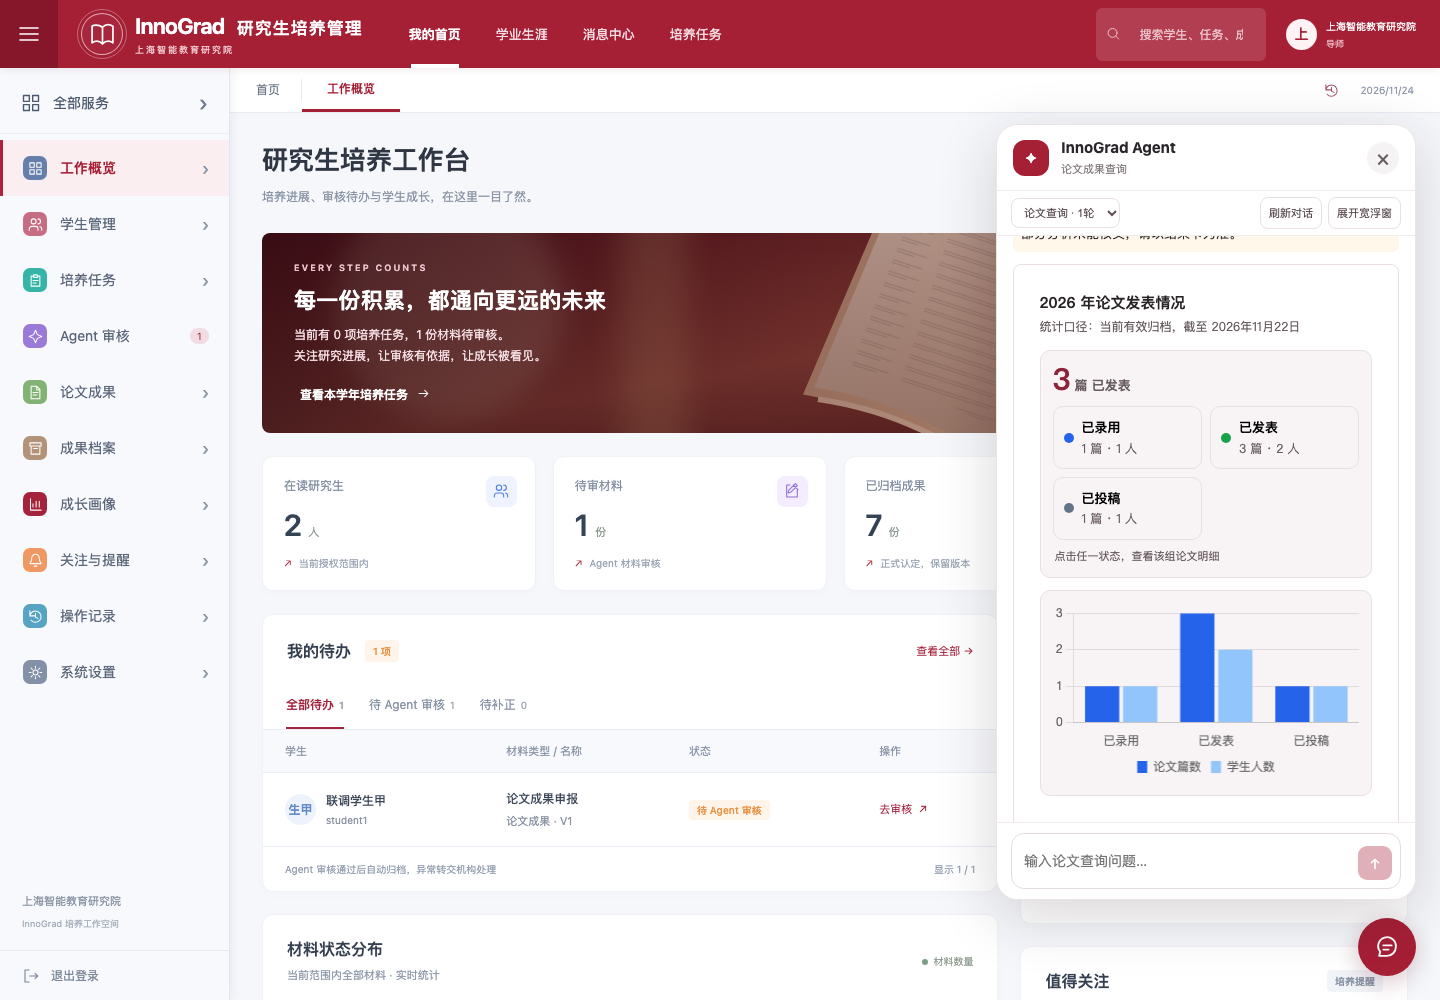 InnoGrad 研究生培养管理
上海智能教育研究院
我的首页 学业生涯 消息中心 培养任务
搜索学生、任务、成
上
上海智能教育研究院
导师
全部服务
工作概览
学生管理
培养任务
Agent 审核 1
论文成果
成果档案
成长画像
关注与提醒
操作记录
系统设置
上海智能教育研究院
InnoGrad 培养工作空间
退出登录
首页 工作概览
2026/11/24
研究生培养工作台
培养进展、审核待办与学生成长，在这里一目了然。
EVERY STEP COUNTS
每一份积累，都通向更远的未来
当前有 0 项培养任务，1 份材料待审核。
关注研究进展，让审核有依据，让成长被看见。
查看本学年培养任务 →
在读研究生
2 人
↗ 当前授权范围内
待审材料
1 份
↗ Agent 材料审核
已归档成果
7 份
↗ 正式认定，保留版本
我的待办 1 项
查看全部 →
全部待办 1 待 Agent 审核 1 待补正 0
学生 材料类型 / 名称 状态 操作
生甲
联调学生甲
student1
论文成果申报
论文成果 · V1
待 Agent 审核
去审核 ↗
Agent 审核通过后自动归档，异常转交机构处理
显示 1 / 1
材料状态分布
当前范围内全部材料 · 实时统计
材料数量
值得关注
培养提醒
InnoGrad Agent
论文成果查询
论文查询 · 1轮
刷新对话 展开宽浮窗
2026 年论文发表情况
统计口径：当前有效归档，截至 2026年11月22日
3 篇 已发表
已录用
1 篇 · 1 人
已发表
3 篇 · 2 人
已投稿
1 篇 · 1 人
点击任一状态，查看该组论文明细
3
2
1
0
已录用 已发表 已投稿
论文篇数 学生人数
输入论文查询问题...